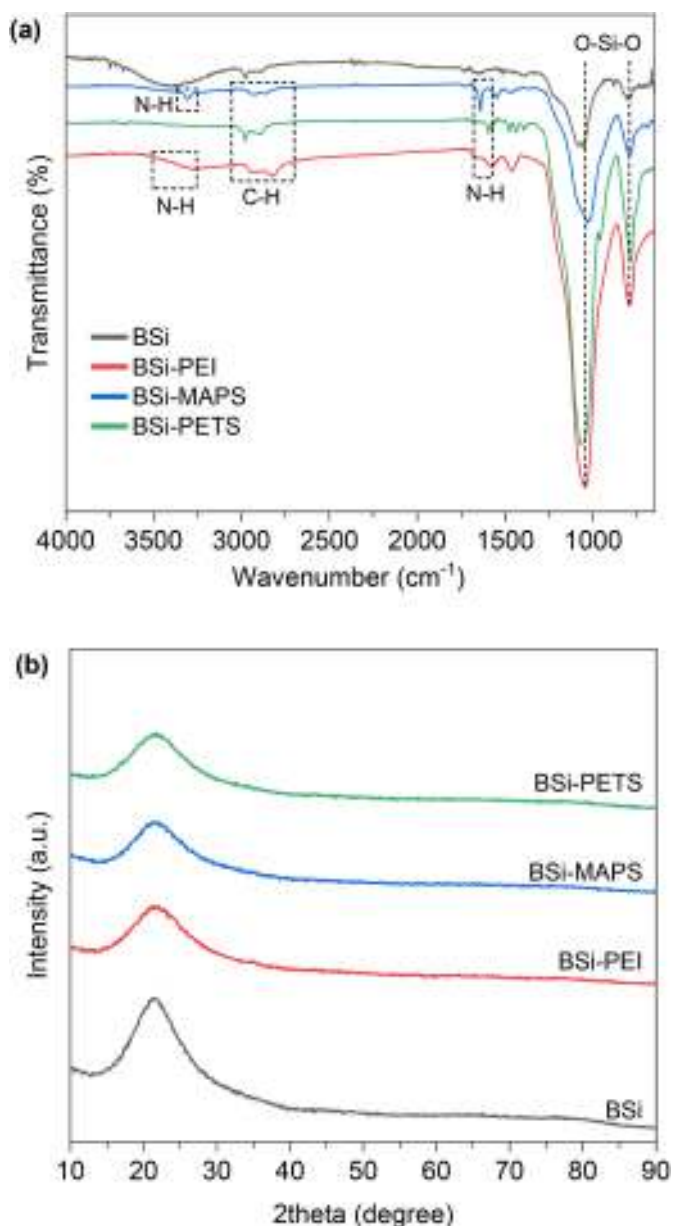 (a)
O-Si-O
N-H
N-H
C-H
N-H
Transmittance (%)
BSi
BSi-PEI
BSi-MAPS
BSi-PETS
4000 3500 3000 2500 2000 1500 1000
Wavenumber (cm⁻¹)
(b)
BSi-PETS
BSi-MAPS
BSi-PEI
BSi
Intensity (a.u.)
10 20 30 40 50 60 70 80 90
2theta (degree)